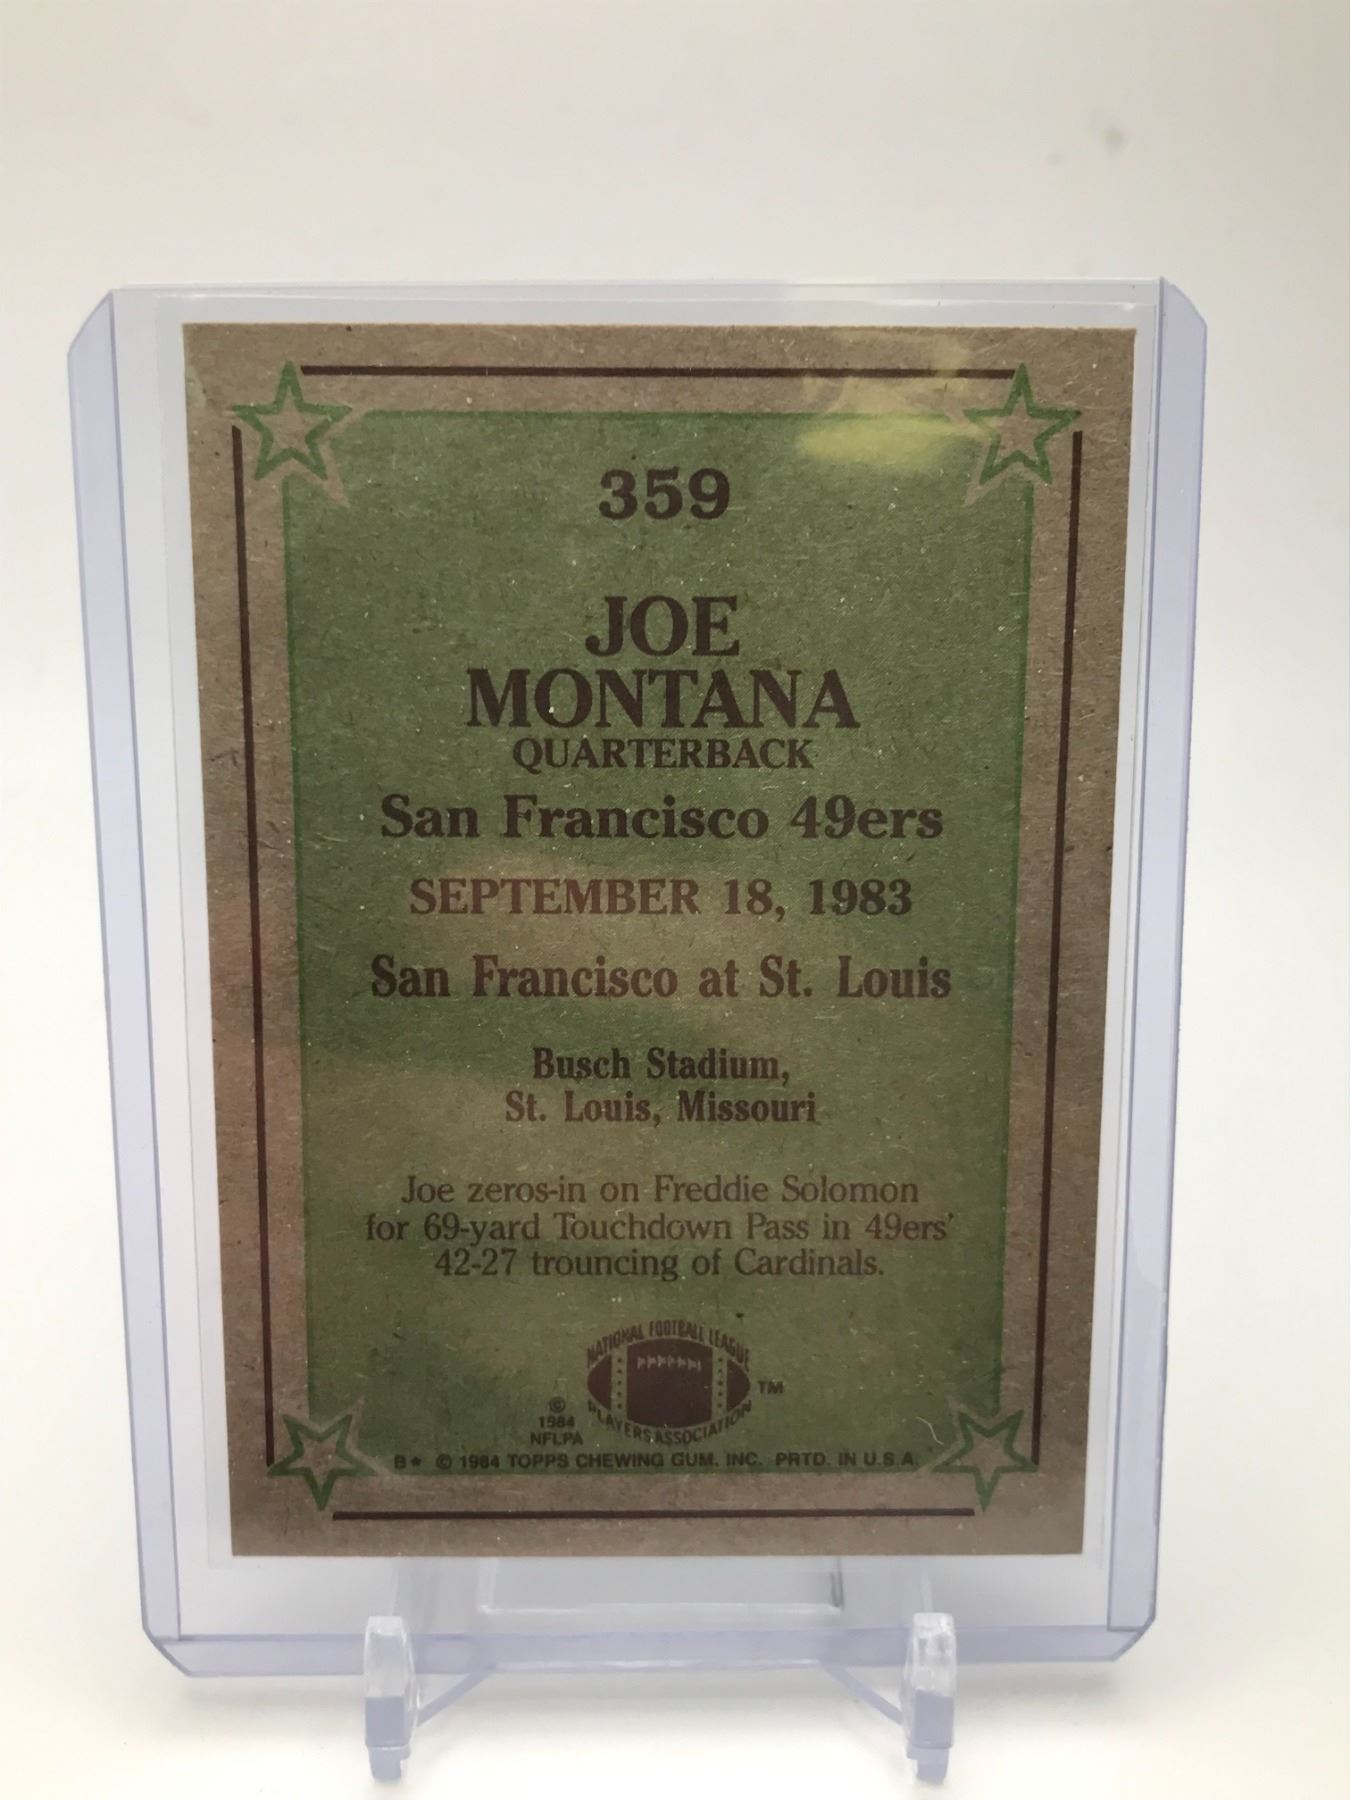 359
JOE
MONTANA
QUARTERBACK
San Francisco 49ers
SEPTEMBER 18, 1983
San Francisco at St. Louis
Busch Stadium,
St. Louis, Missouri
Joe zeros-in on Freddie Solomon
for 69-yard Touchdown Pass in 49ers'
42-27 trouncing of Cardinals.
NATIONAL FOOTBALL LEAGUE
PLAYERS ASSOCIATION
TM
©
1984
NFLPA
B* © 1984 TOPPS CHEWING GUM, INC. PRTD. IN U.S.A.